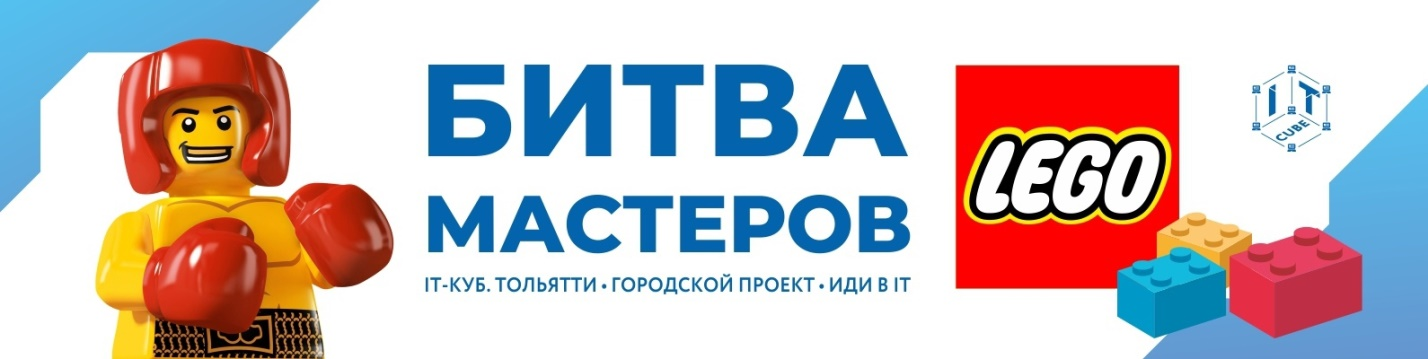 БИТВА
МАСТЕРОВ
IT-КУБ. ТОЛЬЯТТИ • ГОРОДСКОЙ ПРОЕКТ • ИДИ В IT
LEGO
IT
CUBE